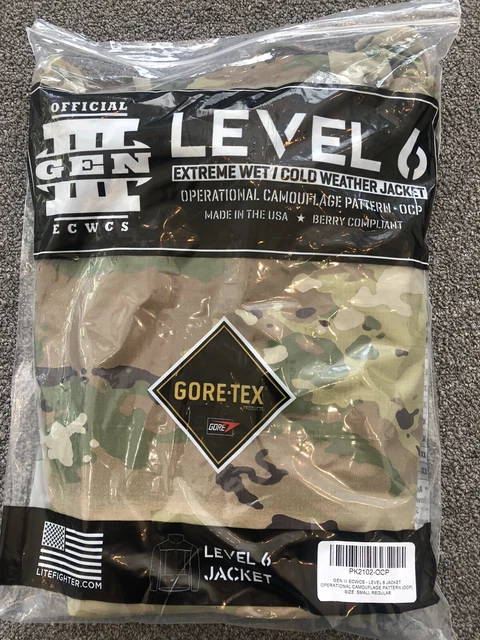 OFFICIAL
III
GEN
ECWCS
LEVEL 6
EXTREME WET / COLD WEATHER JACKET
OPERATIONAL CAMOUFLAGE PATTERN - OCP
MADE IN THE USA ★ BERRY COMPLIANT
GORE-TEX
PRODUCTS
GORE
LITEFIGHTER.COM
LEVEL 6
JACKET
PK2102-OCP
GEN III ECWCS - LEVEL 6 JACKET
OPERATIONAL CAMOUFLAGE PATTERN (OCP)
SIZE: SMALL REGULAR